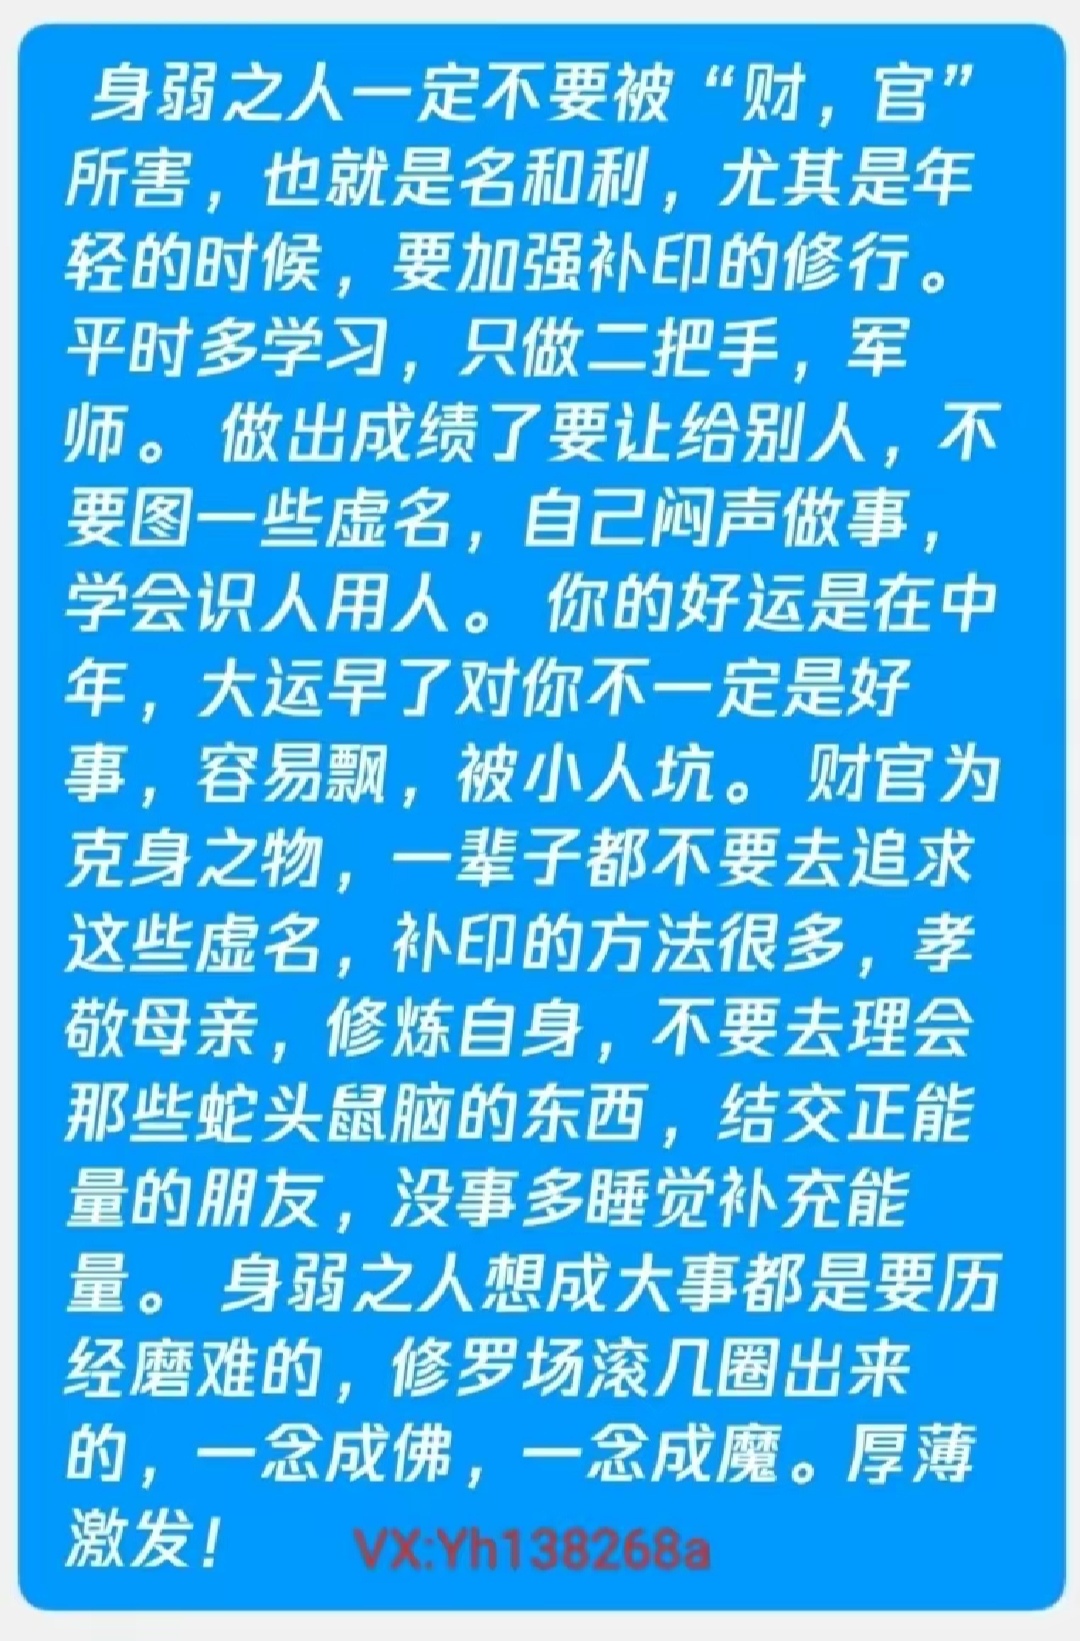 身弱之人一定不要被“财，官”
所害，也就是名和利，尤其是年
轻的时候，要加强补印的修行。
平时多学习，只做二把手，军
师。 做出成绩了要让给别人，不
要图一些虚名，自己闷声做事，
学会识人用人。 你的好运是在中
年，大运早了对你不一定是好
事，容易飘，被小人坑。 财官为
克身之物，一辈子都不要去追求
这些虚名，补印的方法很多，孝
敬母亲，修炼自身，不要去理会
那些蛇头鼠脑的东西，结交正能
量的朋友，没事多睡觉补充能
量。 身弱之人想成大事都是要历
经磨难的，修罗场滚几圈出来
的，一念成佛，一念成魔。厚薄
激发！
VX:Yh138268a